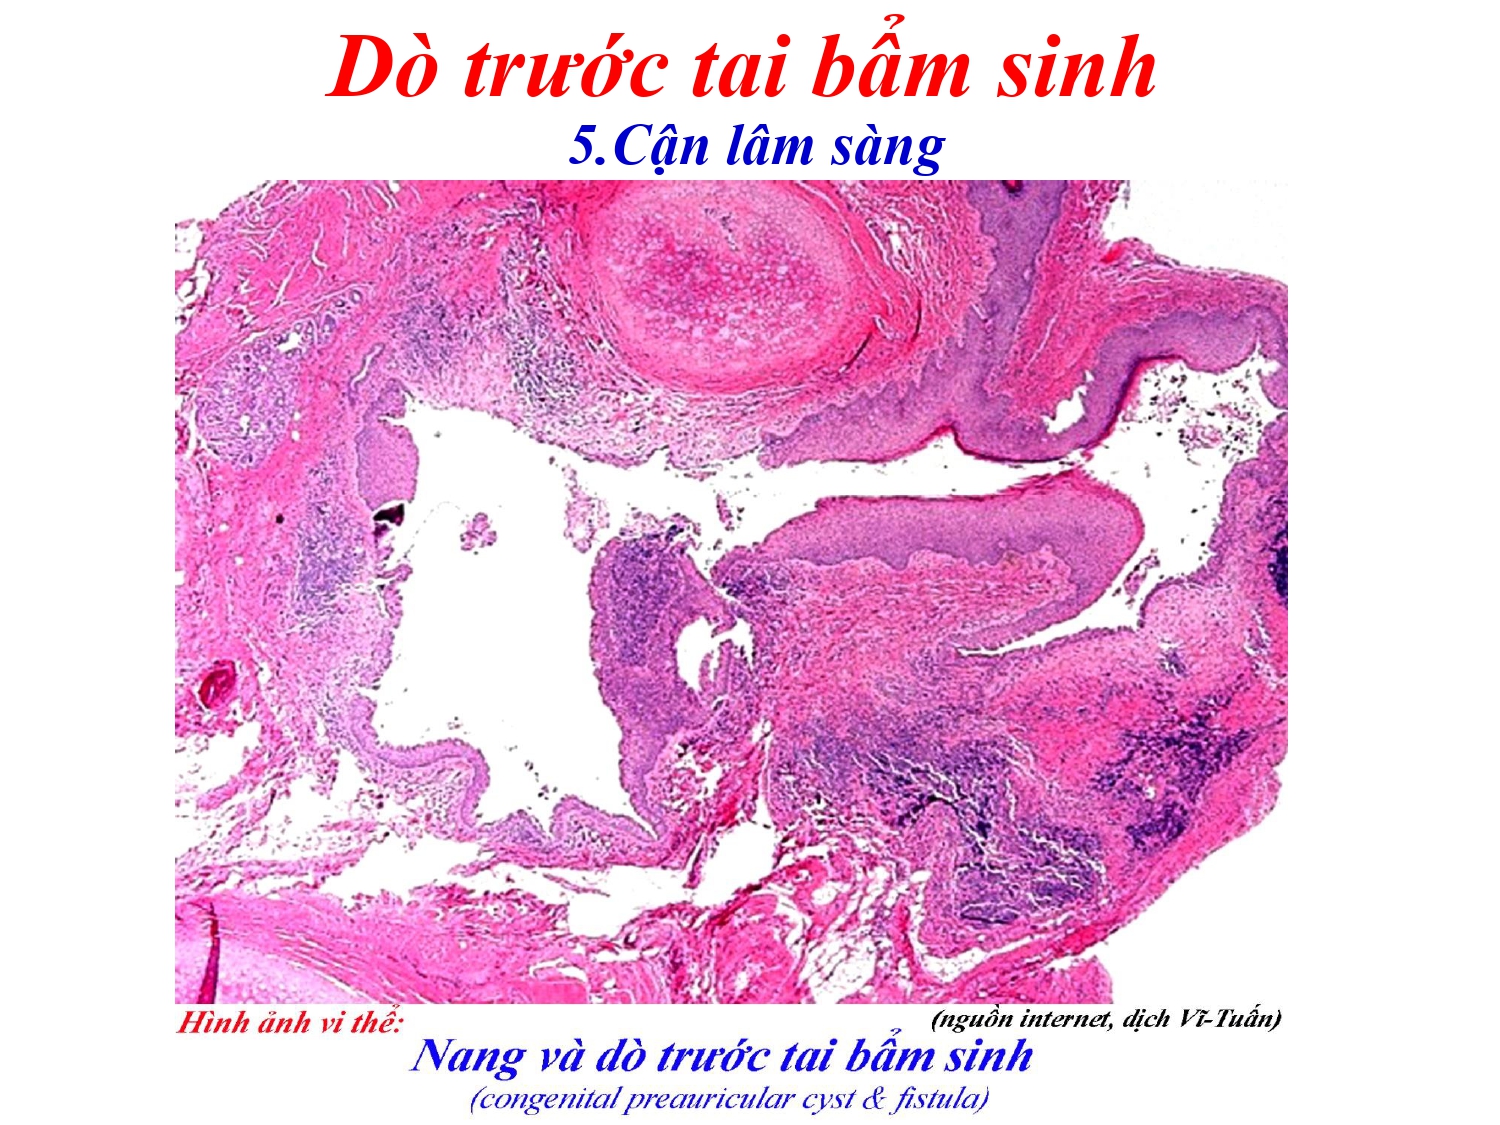 Dò trước tai bẩm sinh
5.Cận lâm sàng
Hình ảnh vi thể:
(nguồn internet, dịch Vĩ-Tuấn)
Nang và dò trước tai bẩm sinh
(congenital preauricular cyst & fistula)